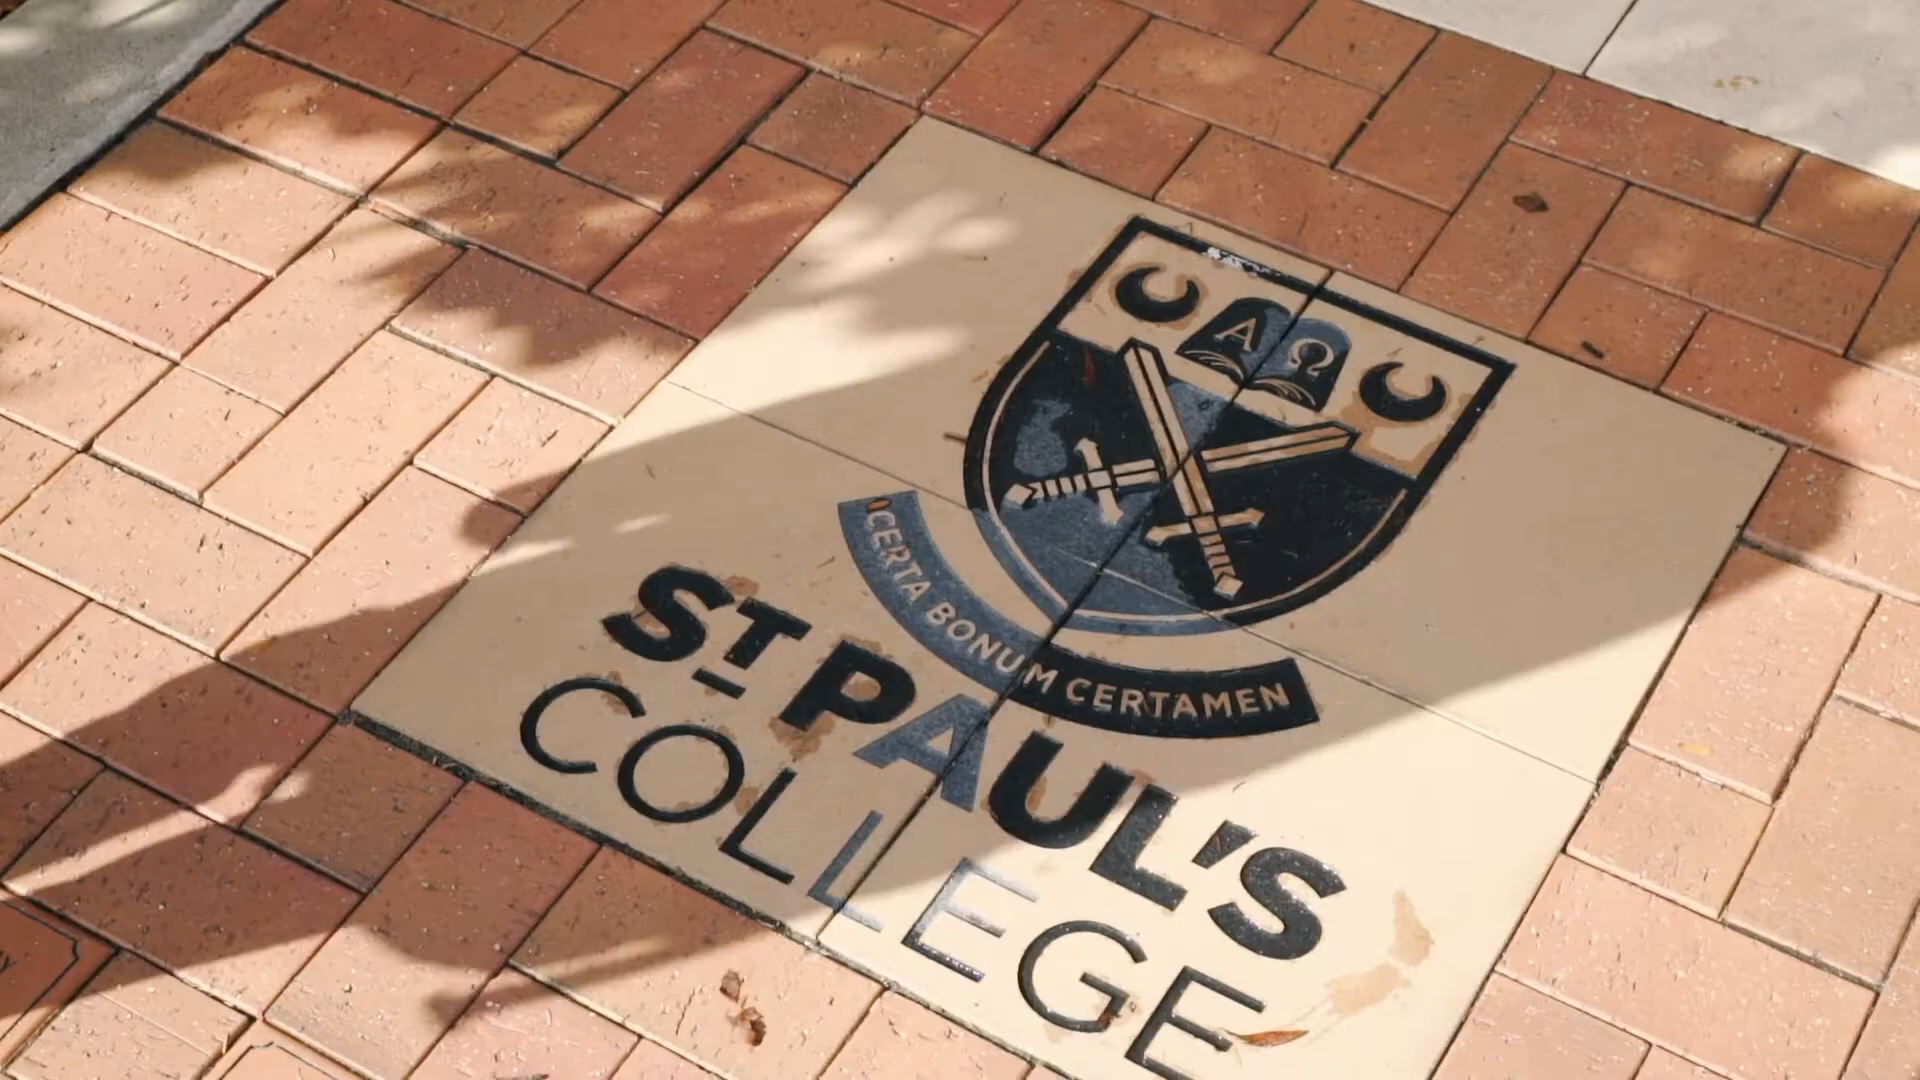 Α Ω
CERTA BONUM CERTAMEN
ST PAUL'S
COLLEGE